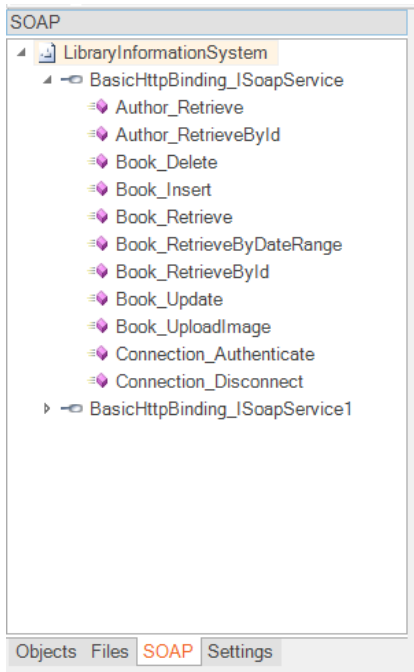 SOAP
LibraryInformationSystem
BasicHttpBinding_ISoapService
Author_Retrieve
Author_RetrieveById
Book_Delete
Book_Insert
Book_Retrieve
Book_RetrieveByDateRange
Book_RetrieveById
Book_Update
Book_UploadImage
Connection_Authenticate
Connection_Disconnect
BasicHttpBinding_ISoapService1
Objects Files SOAP Settings